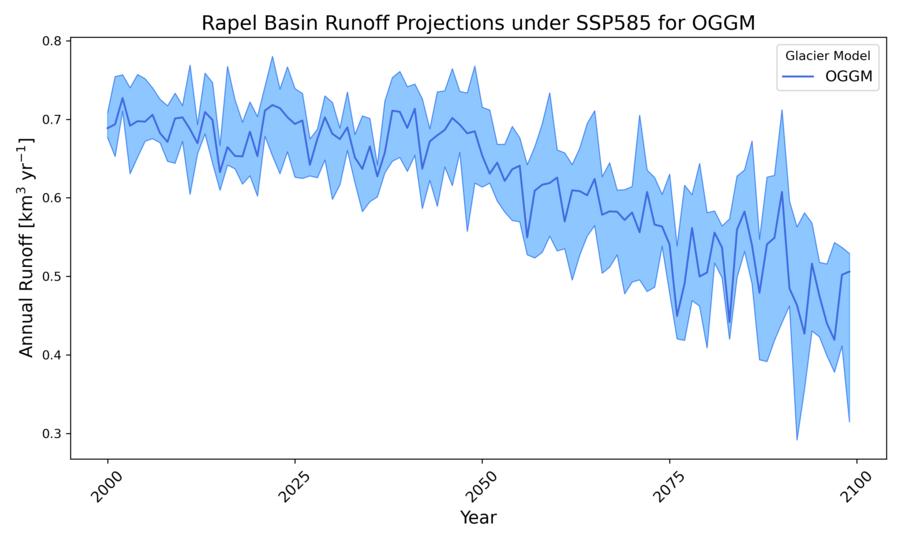 Rapel Basin Runoff Projections under SSP585 for OGGM
Glacier Model
OGGM
Annual Runoff [km³ yr⁻¹]
0.8
0.7
0.6
0.5
0.4
0.3
2000 2025 2050 2075 2100
Year